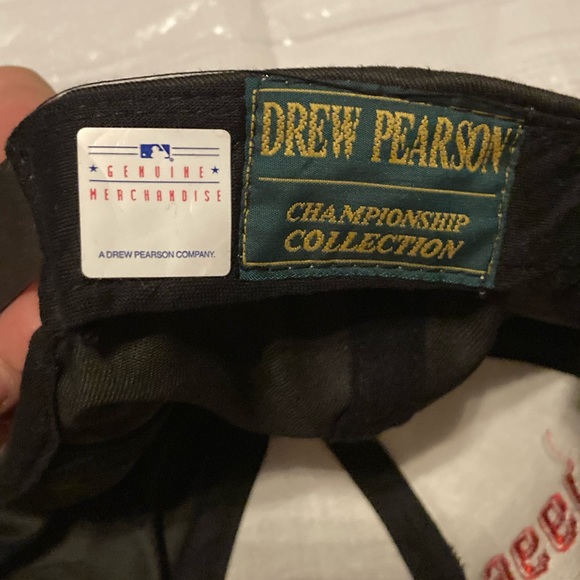 GENUINE
MERCHANDISE
A DREW PEARSON COMPANY.
DREW PEARSON
CHAMPIONSHIP
COLLECTION